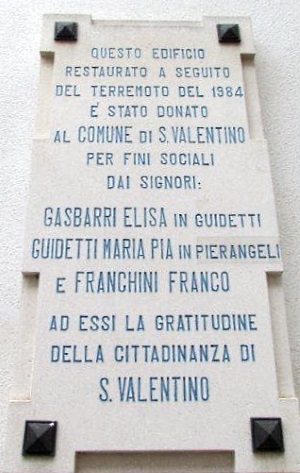 QUESTO EDIFICIO
RESTAURATO A SEGUITO
DEL TERREMOTO DEL 1984
E' STATO DONATO
AL COMUNE DI S. VALENTINO
PER FINI SOCIALI
DAI SIGNORI:
GASBARRI ELISA IN GUIDETTI
GUIDETTI MARIA PIA IN PIERANGELI
E FRANCHINI FRANCO
AD ESSI LA GRATITUDINE
DELLA CITTADINANZA DI
S. VALENTINO